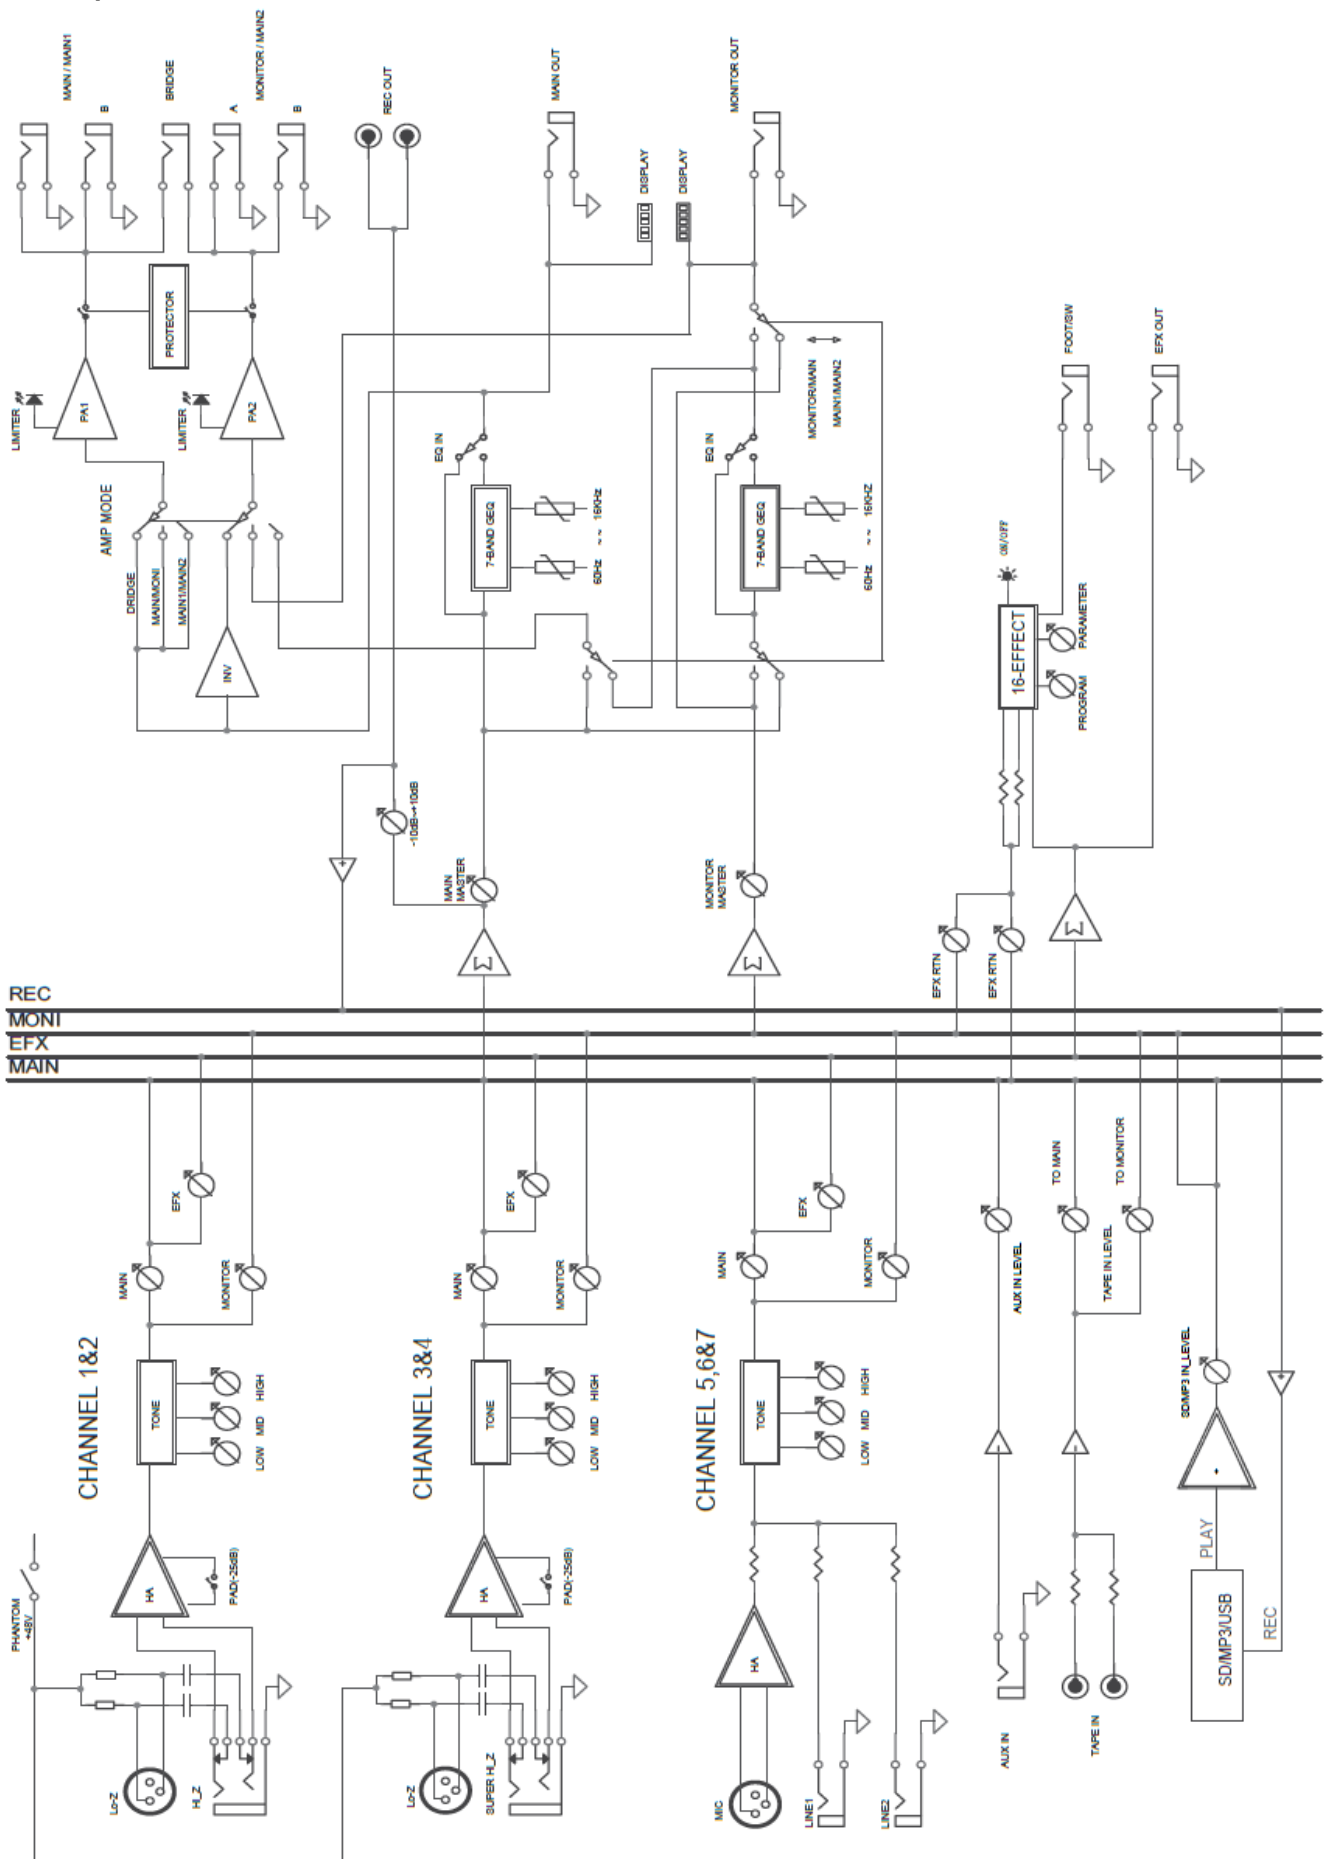 MAIN / MAIN1
B
BRIDGE
A
MONITOR / MAIN2
B
REC OUT
MAIN OUT
MONITOR OUT
DISPLAY
DISPLAY
LIMITER
PA1
PROTECTOR
LIMITER
PA2
AMP MODE
DRIDGE
MAIN/MONI
MAIN1/MAIN2
INV
EQ IN
7-BAND GEQ
60Hz ~ ~ 16KHz
EQ IN
7-BAND GEQ
60Hz ~ ~ 16KHZ
MONITOR/MAIN
MAIN1/MAIN2
FOOT/SW
EFX OUT
ON/OFF
16-EFFECT
PROGRAM
PARAMETER
-10dB~+10dB
MAIN
MASTER
MONITOR
MASTER
Σ
Σ
Σ
EFX RTN
EFX RTN
+
REC
MONI
EFX
MAIN
EFX
MAIN
MONITOR
CHANNEL 1&2
TONE
LOW MID HIGH
EFX
MAIN
MONITOR
CHANNEL 3&4
TONE
LOW MID HIGH
EFX
MAIN
MONITOR
CHANNEL 5,6&7
TONE
LOW MID HIGH
AUX IN LEVEL
TO MAIN
TAPE IN LEVEL
TO MONITOR
SD/MP3 IN_LEVEL
+
PHANTOM
+48V
HA
PAD(-25dB)
HA
PAD(-25dB)
HA
Lo-Z
HI_Z
Lo-Z
SUPER HI_Z
MIC
LINE1
LINE2
AUX IN
TAPE IN
PLAY
SD/MP3/USB
REC